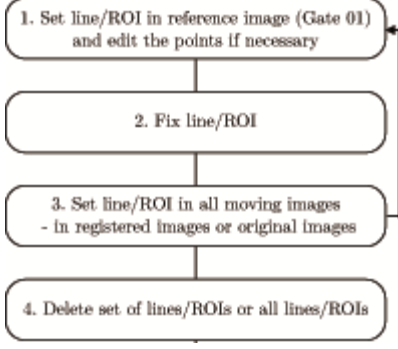 1. Set line/ROI in reference image (Gate 01)
and edit the points if necessary
2. Fix line/ROI
3. Set line/ROI in all moving images
- in registered images or original images
4. Delete set of lines/ROIs or all lines/ROIs